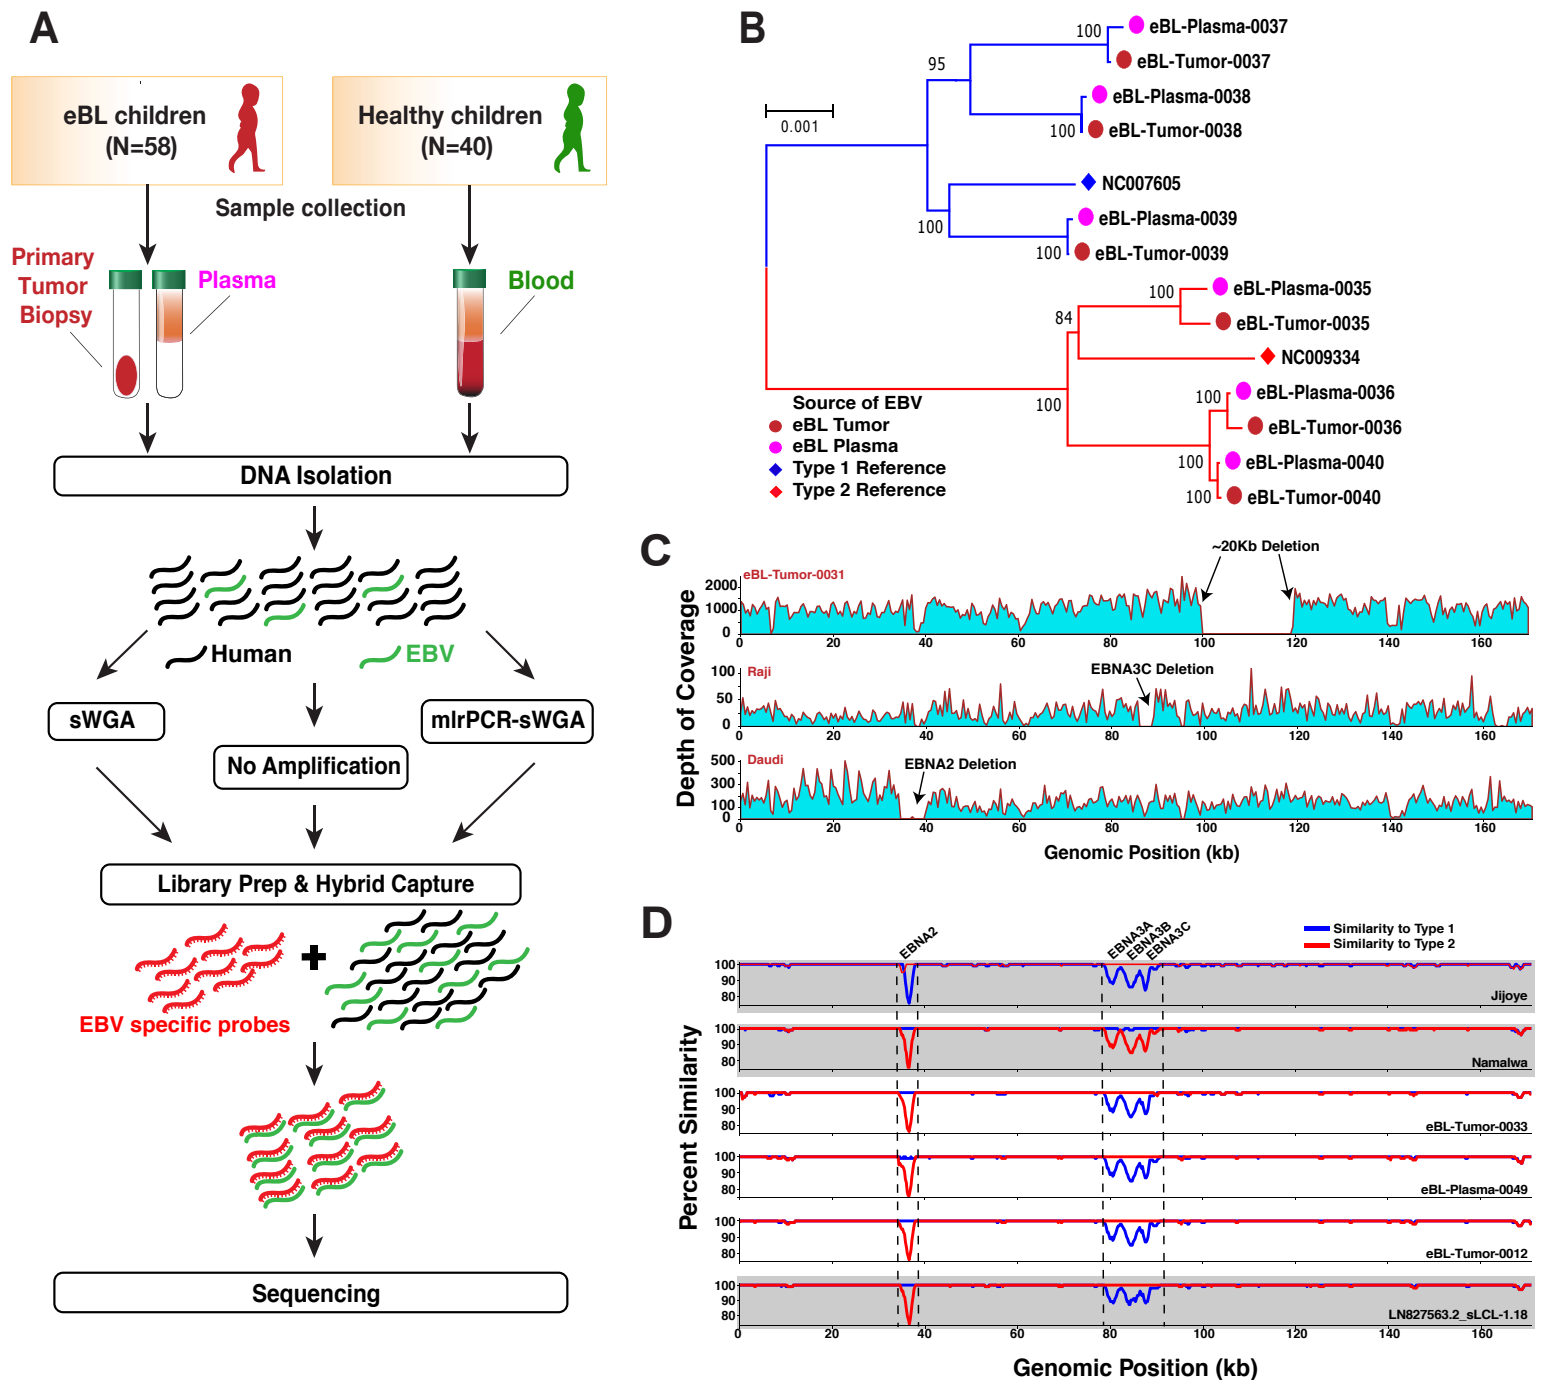 A
eBL children
(N=58)
Healthy children
(N=40)
Sample collection
Primary
Tumor
Biopsy
Plasma
Blood
DNA Isolation
Human
EBV
sWGA
mlrPCR-sWGA
No Amplification
Library Prep & Hybrid Capture
EBV specific probes
Sequencing
B
0.001
100
eBL-Plasma-0037
eBL-Tumor-0037
95
eBL-Plasma-0038
100
eBL-Tumor-0038
NC007605
100
eBL-Plasma-0039
100
eBL-Tumor-0039
100
eBL-Plasma-0035
84
eBL-Tumor-0035
NC009334
100
100
eBL-Plasma-0036
eBL-Tumor-0036
100
eBL-Plasma-0040
100
eBL-Tumor-0040
Source of EBV
eBL Tumor
eBL Plasma
Type 1 Reference
Type 2 Reference
C
Depth of Coverage
~20Kb Deletion
eBL-Tumor-0031
2000
1000
0
0 20 40 60 80 100 120 140 160
EBNA3C Deletion
Raji
100
50
0
0 20 40 60 80 100 120 140 160
EBNA2 Deletion
Daudi
500
300
100
0
0 20 40 60 80 100 120 140 160
Genomic Position (kb)
D
Percent Similarity
EBNA2
EBNA3A
EBNA3B
EBNA3C
Similarity to Type 1
Similarity to Type 2
100
90
80
Jijoye
100
90
80
Namalwa
100
90
80
eBL-Tumor-0033
100
90
80
eBL-Plasma-0049
100
90
80
eBL-Tumor-0012
100
90
80
LN827563.2_sLCL-1.18
0 20 40 60 80 100 120 140 160
Genomic Position (kb)